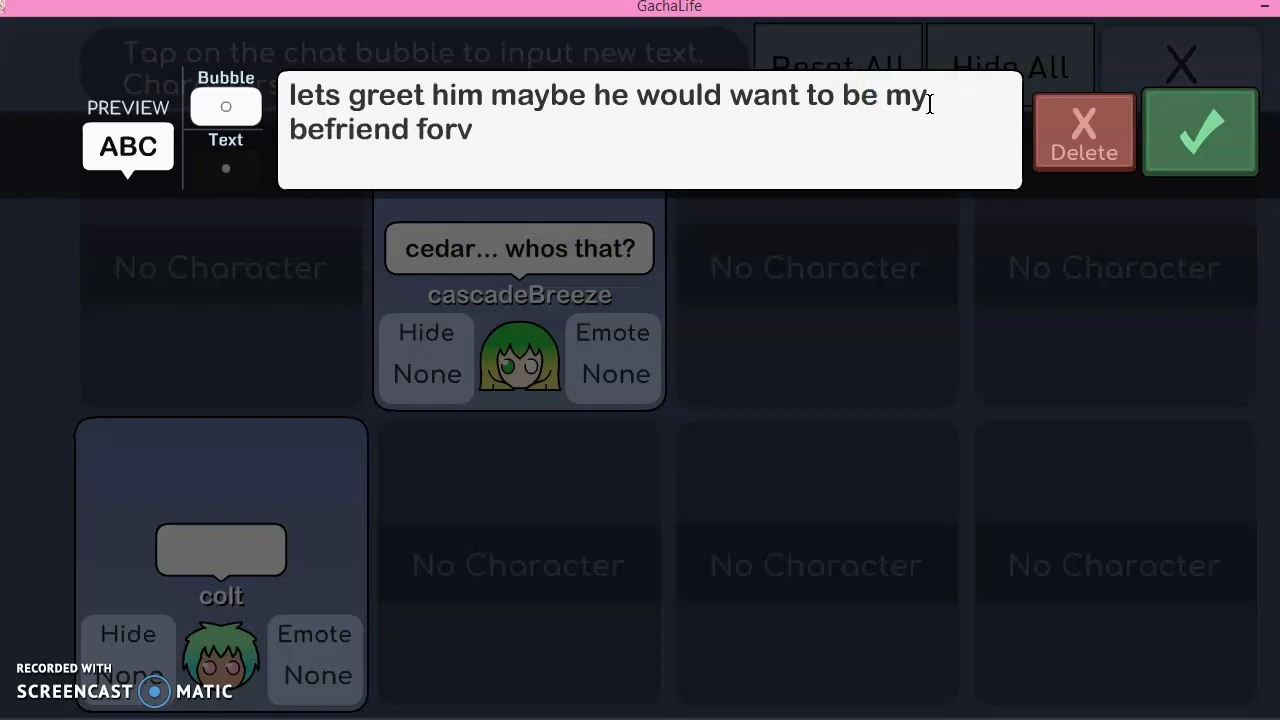 GachaLife
Tap on the chat bubble to input new text.
Reset All
Hide All
X
Bubble
PREVIEW
ABC
Text
lets greet him maybe he would want to be my
befriend forv
X
Delete
No Character
cedar... whos that?
cascadeBreeze
Hide
None
Emote
None
No Character
No Character
colt
Hide
None
Emote
None
No Character
No Character
No Character
RECORDED WITH
SCREENCAST MATIC